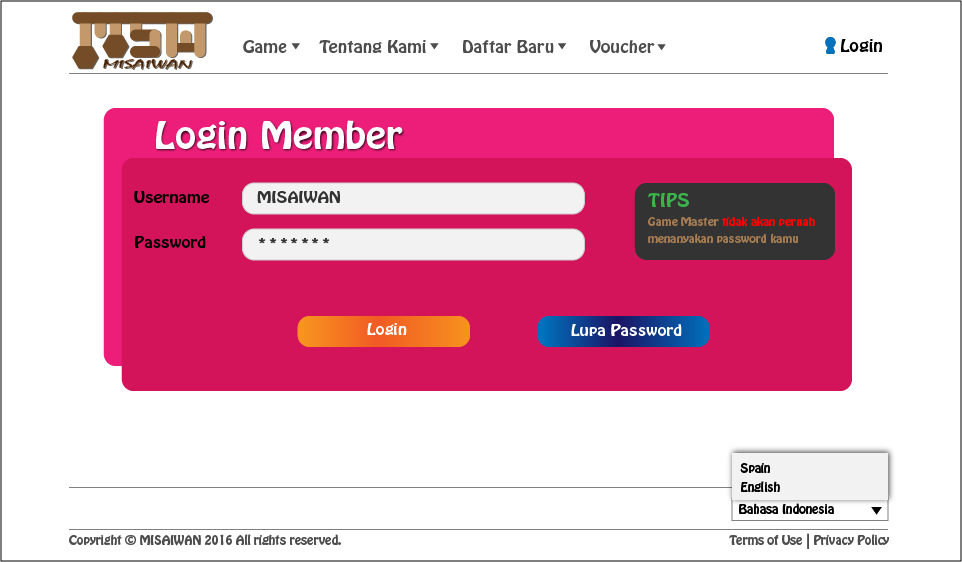 MSW
MISAIWAN
Game Tentang Kami Daftar Baru Voucher Login
Login Member
Username MISAIWAN
Password *******
TIPS
Game Master tidak akan pernah
menanyakan password kamu
Login Lupa Password
Spain
English
Bahasa Indonesia
Copyright © MISAIWAN 2016 All rights reserved. Terms of Use | Privacy Policy